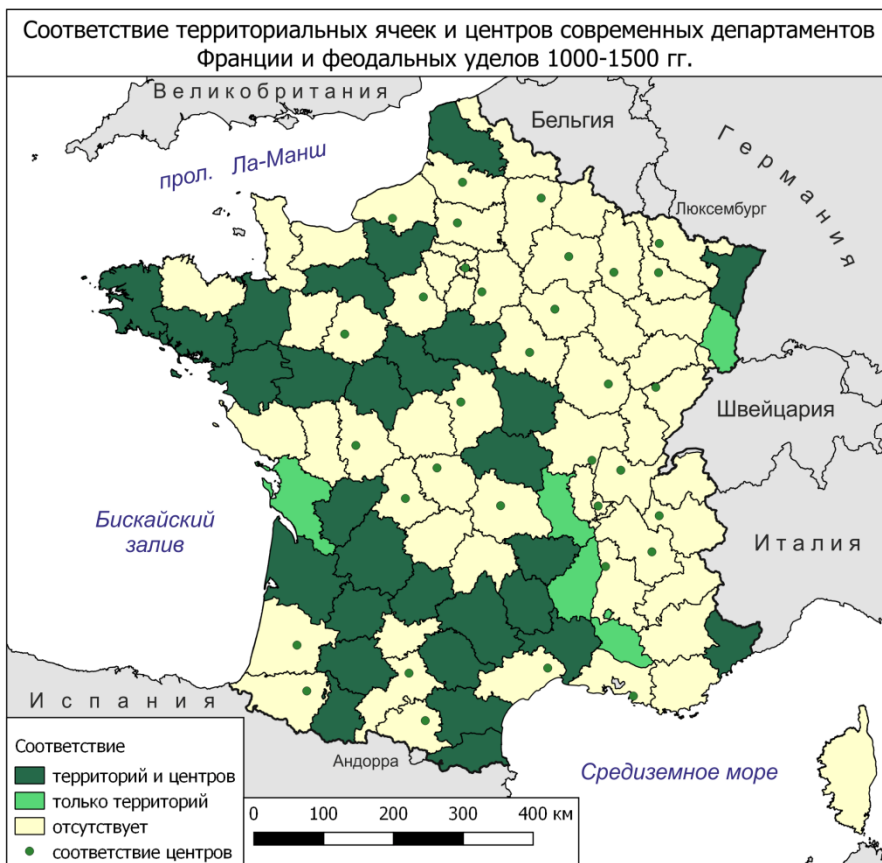 Соответствие территориальных ячеек и центров современных департаментов
Франции и феодальных уделов 1000-1500 гг.
Великобритания
Бельгия
Германия
прол. Ла-Манш
Люксембург
Швейцария
Бискайский
залив
Италия
Испания
Андорра
Средиземное море
Соответствие
территорий и центров
только территорий
отсутствует
соответствие центров
0 100 200 300 400 км